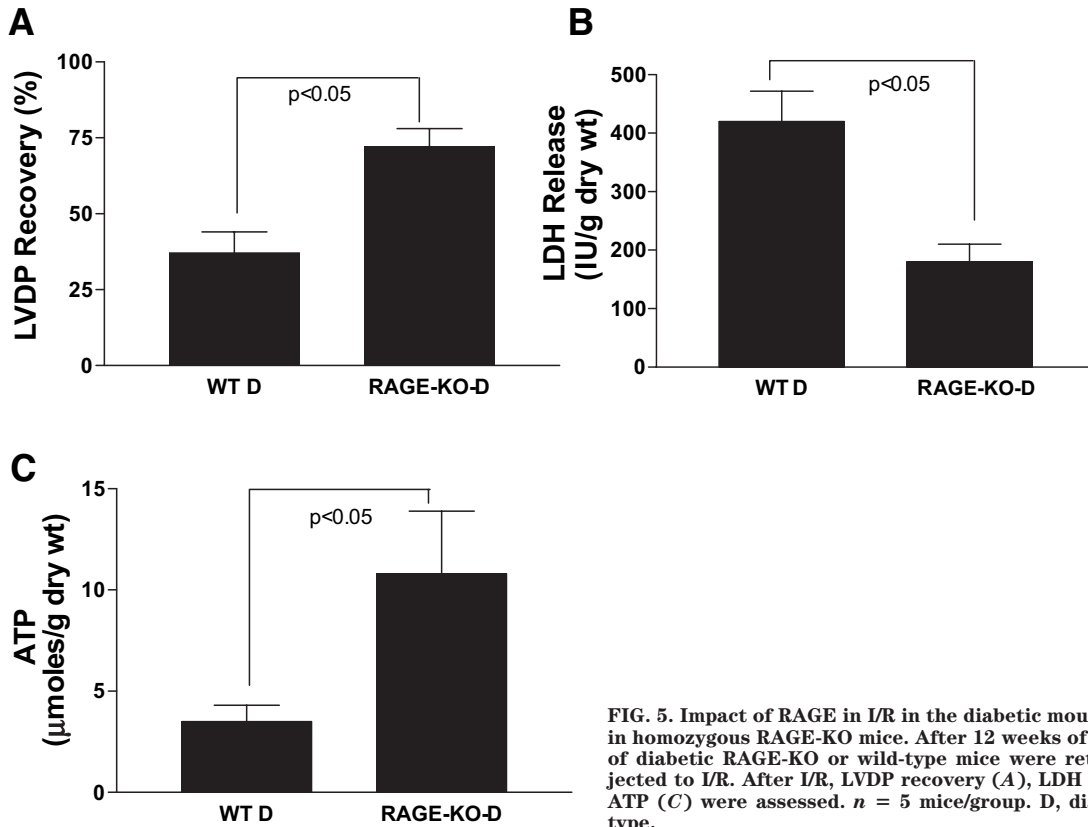 A
LVDP Recovery (%)
100
75
50
25
0
p<0.05
WT D
RAGE-KO-D
B
LDH Release
(IU/g dry wt)
500
400
300
200
100
0
p<0.05
WT D
RAGE-KO-D
C
ATP
(μmoles/g dry wt)
15
10
5
0
p<0.05
WT D
RAGE-KO-D
FIG. 5. Impact of RAGE in I/R in the diabetic mou
in homozygous RAGE-KO mice. After 12 weeks of
of diabetic RAGE-KO or wild-type mice were ret
jected to I/R. After I/R, LVDP recovery (A), LDH
ATP (C) were assessed. n = 5 mice/group. D, di
type.